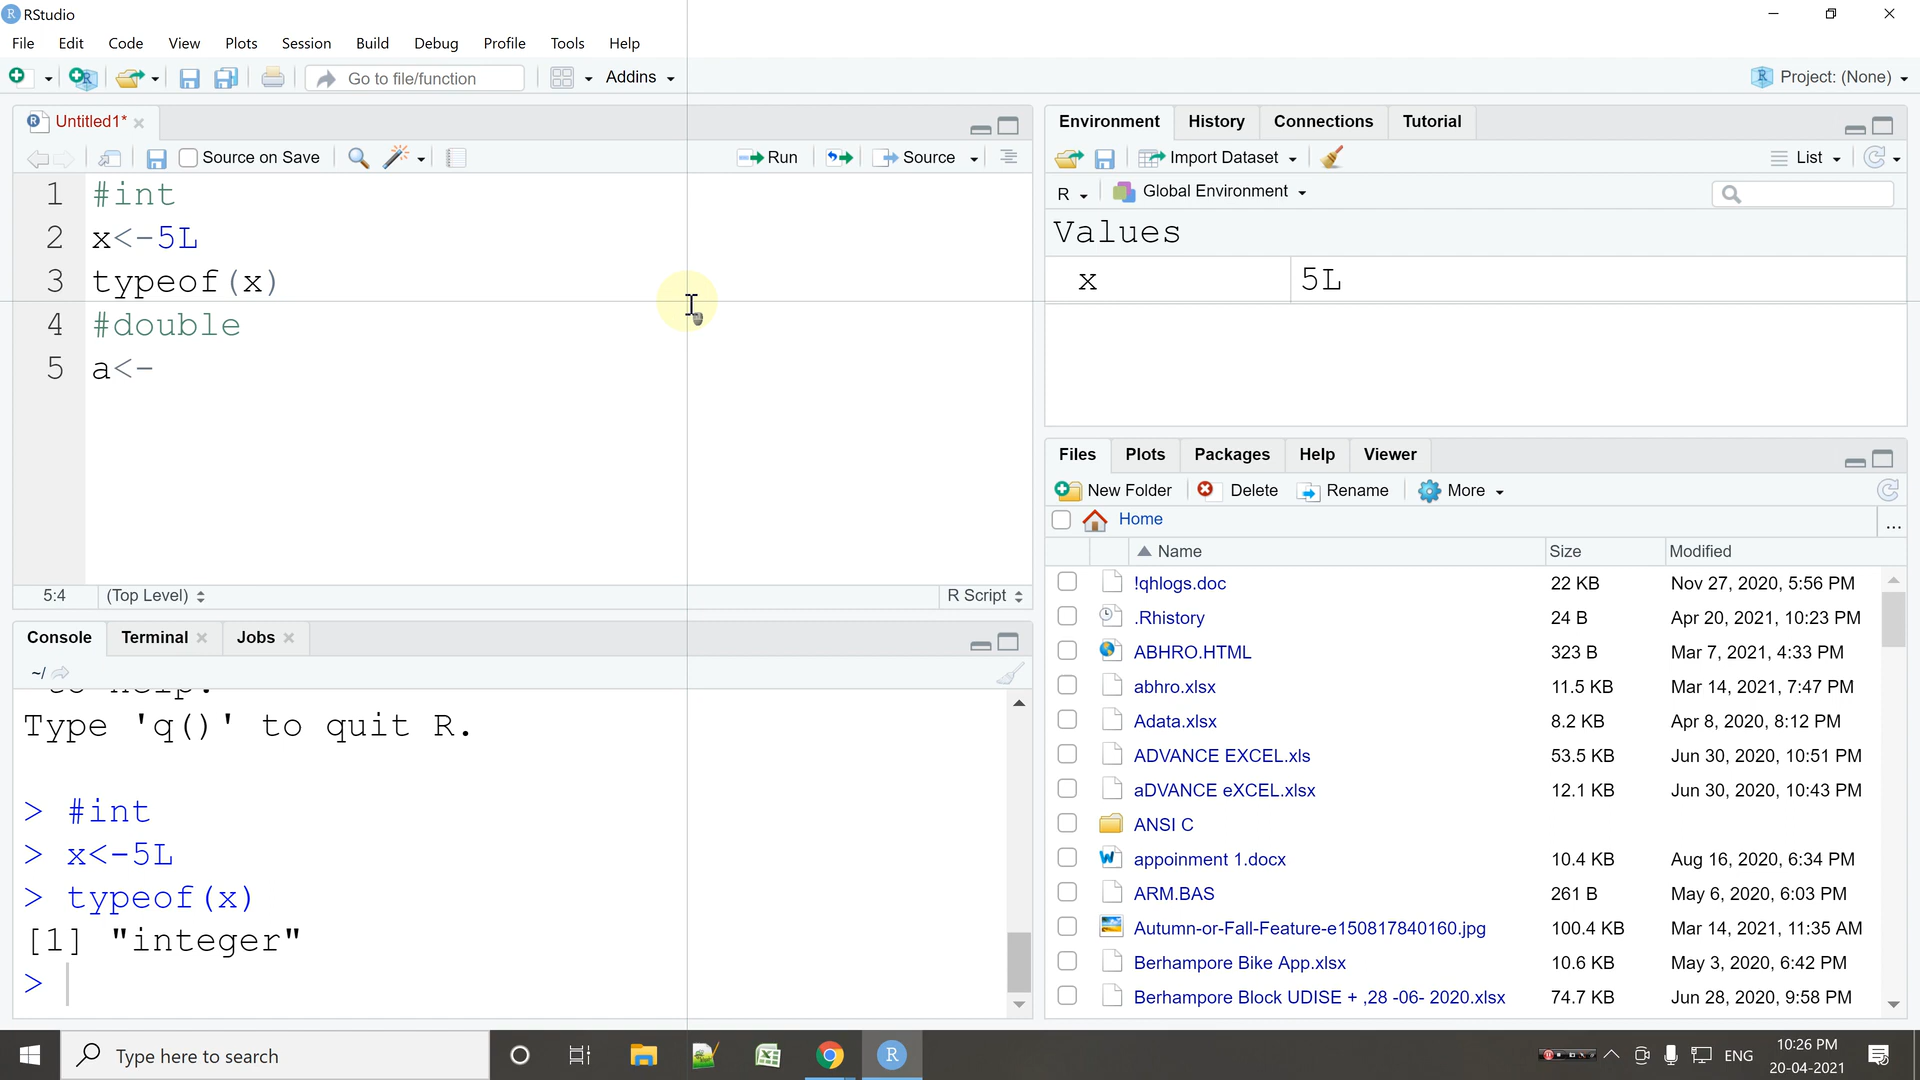 RStudio
File Edit Code View Plots Session Build Debug Profile Tools Help
Go to file/function Addins Project: (None)
Untitled1*
Source on Save Run Source
1 #int
2 x<-5L
3 typeof(x)
4 #double
5 a<-
5:4 (Top Level) R Script
Console Terminal Jobs
~/
Type 'q()' to quit R.
> #int
> x<-5L
> typeof(x)
[1] "integer"
>
Environment History Connections Tutorial
Import Dataset List
R Global Environment
Values
x 5L
Files Plots Packages Help Viewer
New Folder Delete Rename More
Home ...
Name Size Modified
!qhlogs.doc 22 KB Nov 27, 2020, 5:56 PM
.Rhistory 24 B Apr 20, 2021, 10:23 PM
ABHRO.HTML 323 B Mar 7, 2021, 4:33 PM
abhro.xlsx 11.5 KB Mar 14, 2021, 7:47 PM
Adata.xlsx 8.2 KB Apr 8, 2020, 8:12 PM
ADVANCE EXCEL.xls 53.5 KB Jun 30, 2020, 10:51 PM
aDVANCE eXCEL.xlsx 12.1 KB Jun 30, 2020, 10:43 PM
ANSI C
appoinment 1.docx 10.4 KB Aug 16, 2020, 6:34 PM
ARM.BAS 261 B May 6, 2020, 6:03 PM
Autumn-or-Fall-Feature-e150817840160.jpg 100.4 KB Mar 14, 2021, 11:35 AM
Berhampore Bike App.xlsx 10.6 KB May 3, 2020, 6:42 PM
Berhampore Block UDISE + ,28 -06- 2020.xlsx 74.7 KB Jun 28, 2020, 9:58 PM
Type here to search
ENG
10:26 PM
20-04-2021